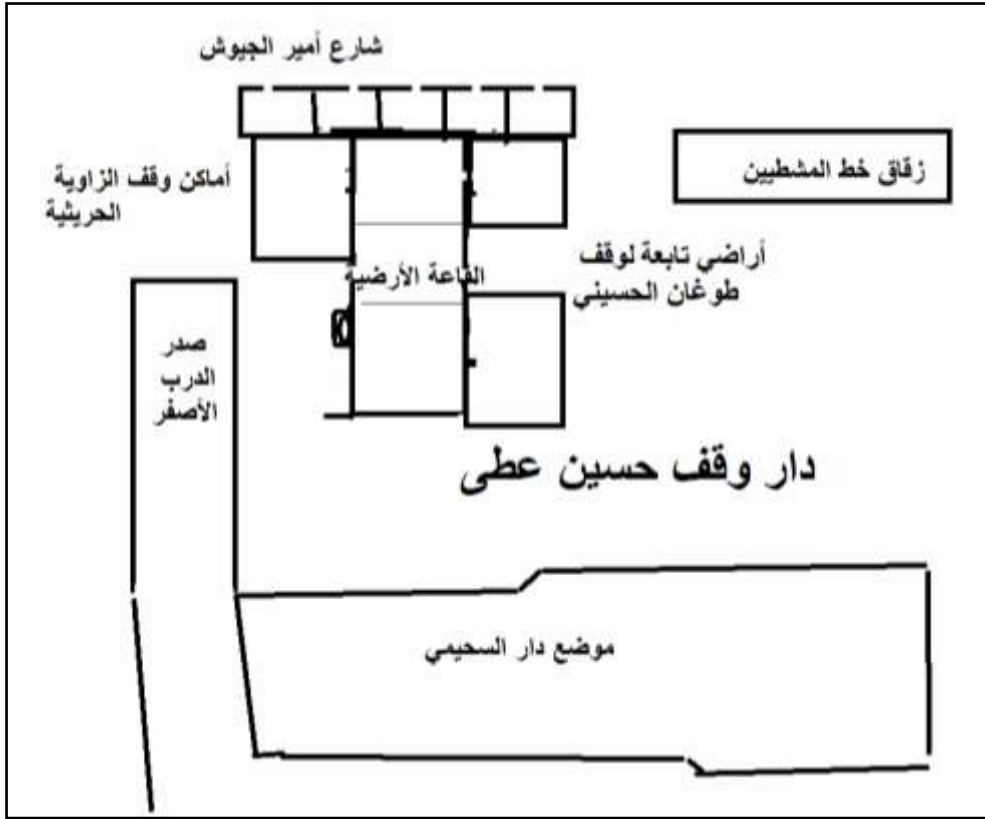 شارع أمير الجيوش
زقاق خط المشطيين
أماكن وقف الزاوية
الحريثية
أراضي تابعة لوقف
طوغان الحسيني
القاعة الأرضية
صدر
الدرب
الأصفر
دار وقف حسين عطى
موضع دار السحيمي